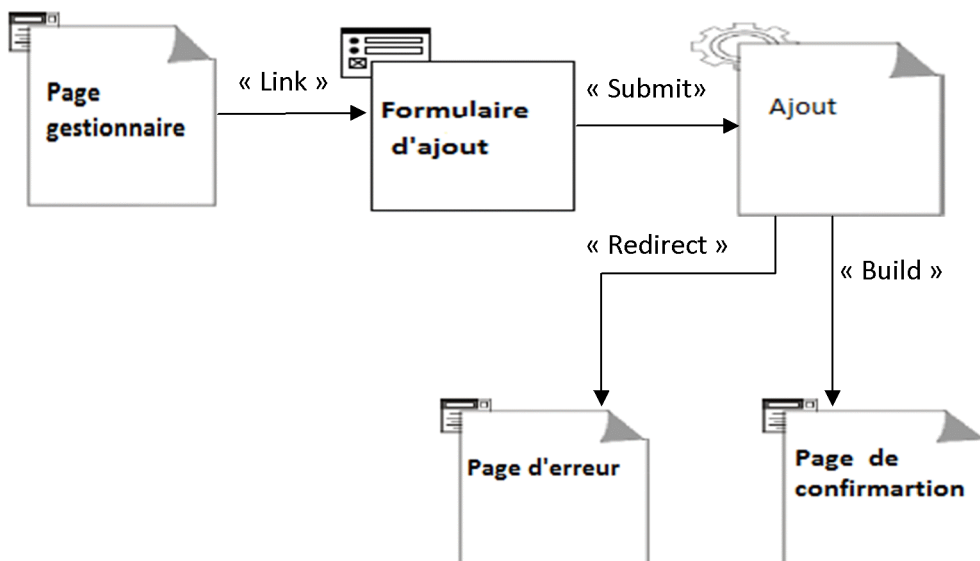 Page
gestionnaire
« Link »
Formulaire
d'ajout
« Submit»
Ajout
« Redirect »
« Build »
Page d'erreur
Page de
confirmartion